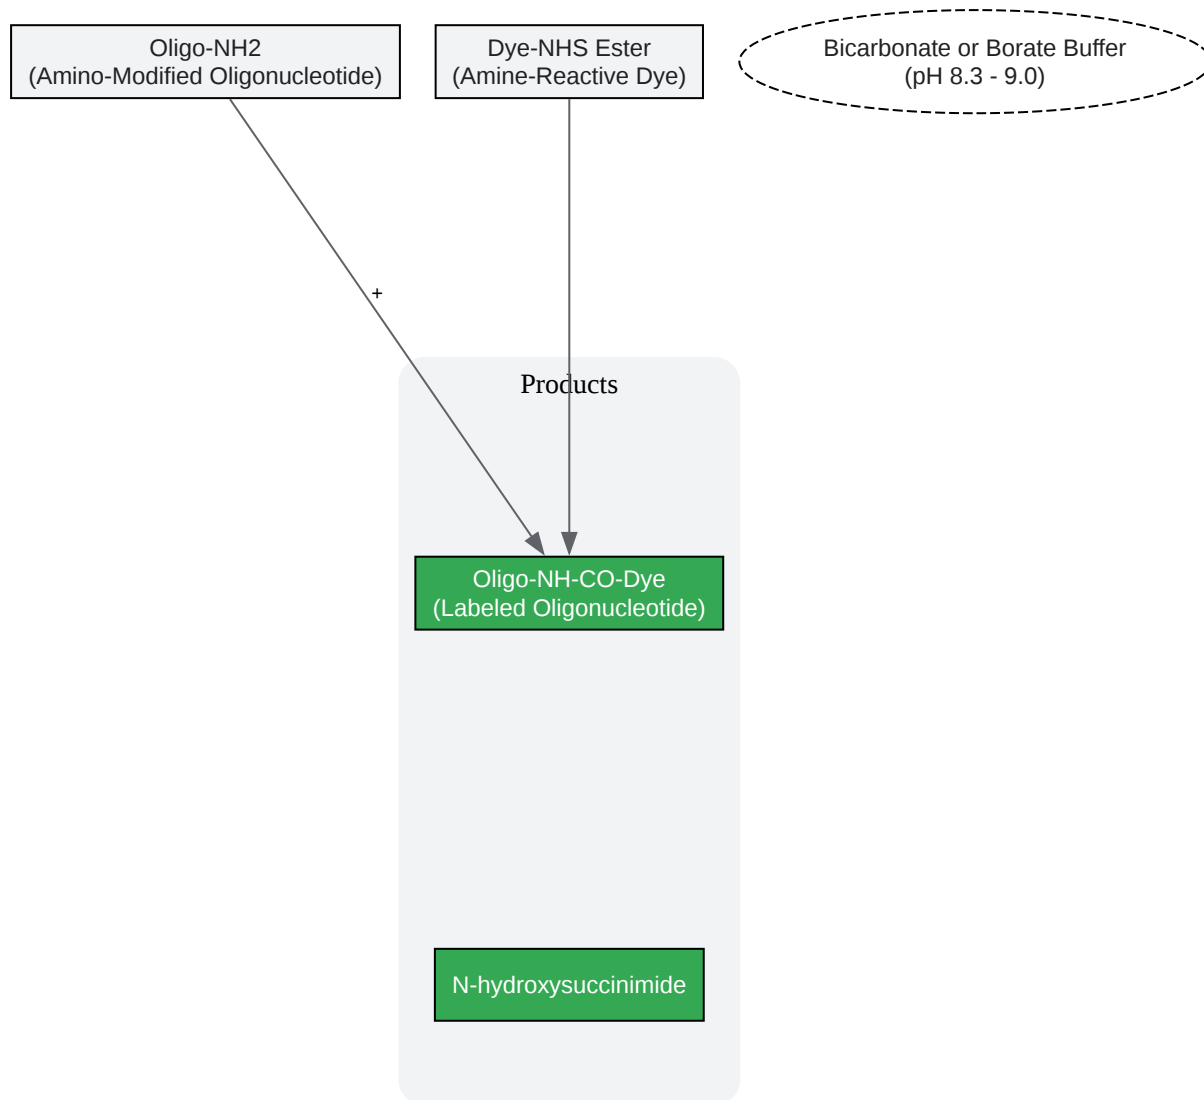 Oligo-NH2
(Amino-Modified Oligonucleotide)
Dye-NHS Ester
(Amine-Reactive Dye)
Bicarbonate or Borate Buffer
(pH 8.3 - 9.0)
+
Products
Oligo-NH-CO-Dye
(Labeled Oligonucleotide)
N-hydroxysuccinimide